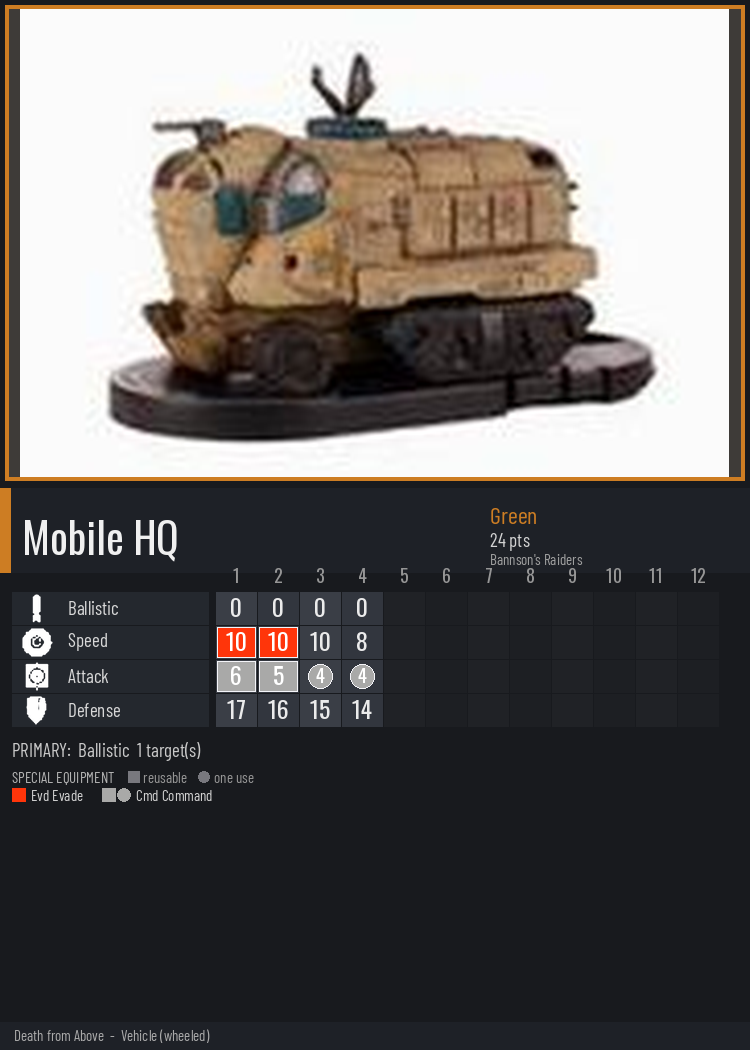 Mobile HQ
Green
24 pts
Bannson's Raiders
1 2 3 4 5 6 7 8 9 10 11 12
Ballistic 0 0 0 0
Speed 10 10 10 8
Attack 6 5 4 4
Defense 17 16 15 14
PRIMARY: Ballistic 1 target(s)
SPECIAL EQUIPMENT reusable one use
Evd Evade Cmd Command
Death from Above - Vehicle (wheeled)